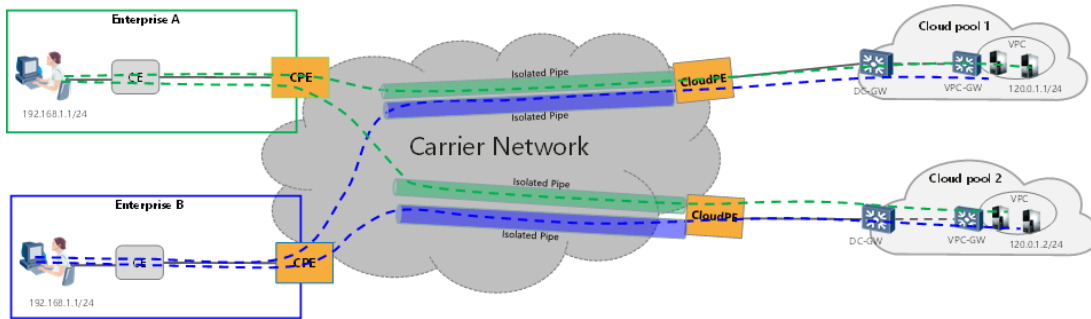 Enterprise A
CE
CPE
192.168.1.1/24
Isolated Pipe
Isolated Pipe
CloudPE
Cloud pool 1
VPC
DC-GW
VPC-GW
120.0.1.1/24
Carrier Network
Enterprise B
CE
CPE
192.168.1.1/24
Isolated Pipe
Isolated Pipe
CloudPE
Cloud pool 2
VPC
DC-GW
VPC-GW
120.0.1.2/24